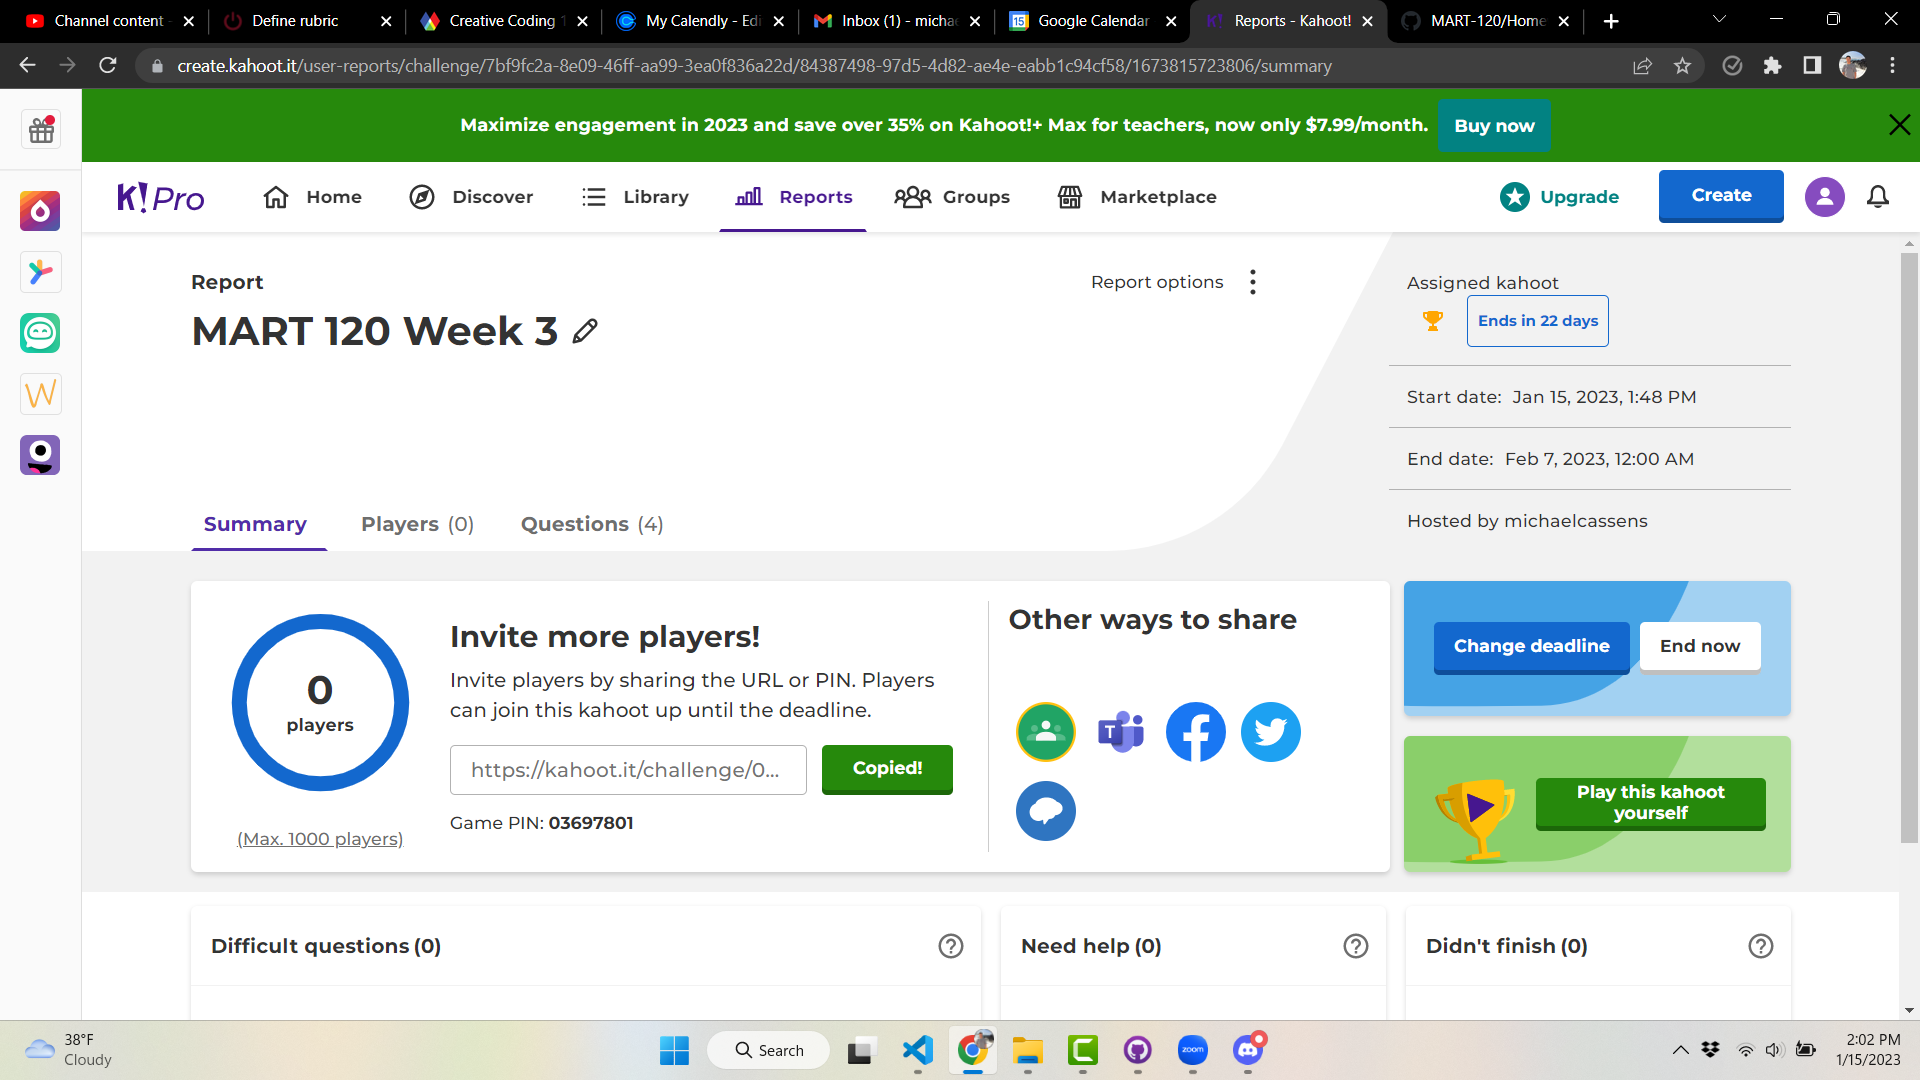 Channel content
Define rubric
Creative Coding 1
My Calendly - Edi
Inbox (1) - micha
Google Calendar
Reports - Kahoot!
MART-120/Home
create.kahoot.it/user-reports/challenge/7bf9fc2a-8e09-46ff-aa99-3ea0f836a22d/84387498-97d5-4d82-ae4e-eabb1c94cf58/1673815723806/summary
Maximize engagement in 2023 and save over 35% on Kahoot!+ Max for teachers, now only $7.99/month.
Buy now
K! Pro
Home
Discover
Library
Reports
Groups
Marketplace
Upgrade
Create
Report
Report options
MART 120 Week 3
Assigned kahoot
Ends in 22 days
Start date: Jan 15, 2023, 1:48 PM
End date: Feb 7, 2023, 12:00 AM
Hosted by michaelcassens
Summary
Players (0)
Questions (4)
0
players
(Max. 1000 players)
Invite more players!
Invite players by sharing the URL or PIN. Players
can join this kahoot up until the deadline.
https://kahoot.it/challenge/0...
Copied!
Game PIN: 03697801
Other ways to share
Change deadline
End now
Play this kahoot
yourself
Difficult questions (0)
Need help (0)
Didn't finish (0)
38°F
Cloudy
Search
zoom
2:02 PM
1/15/2023